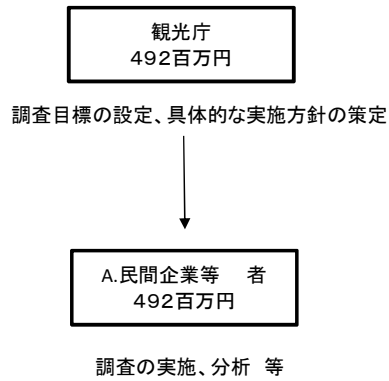 観光庁
492百万円
調査目標の設定、具体的な実施方針の策定
A.民間企業等　者
492百万円
調査の実施、分析 等